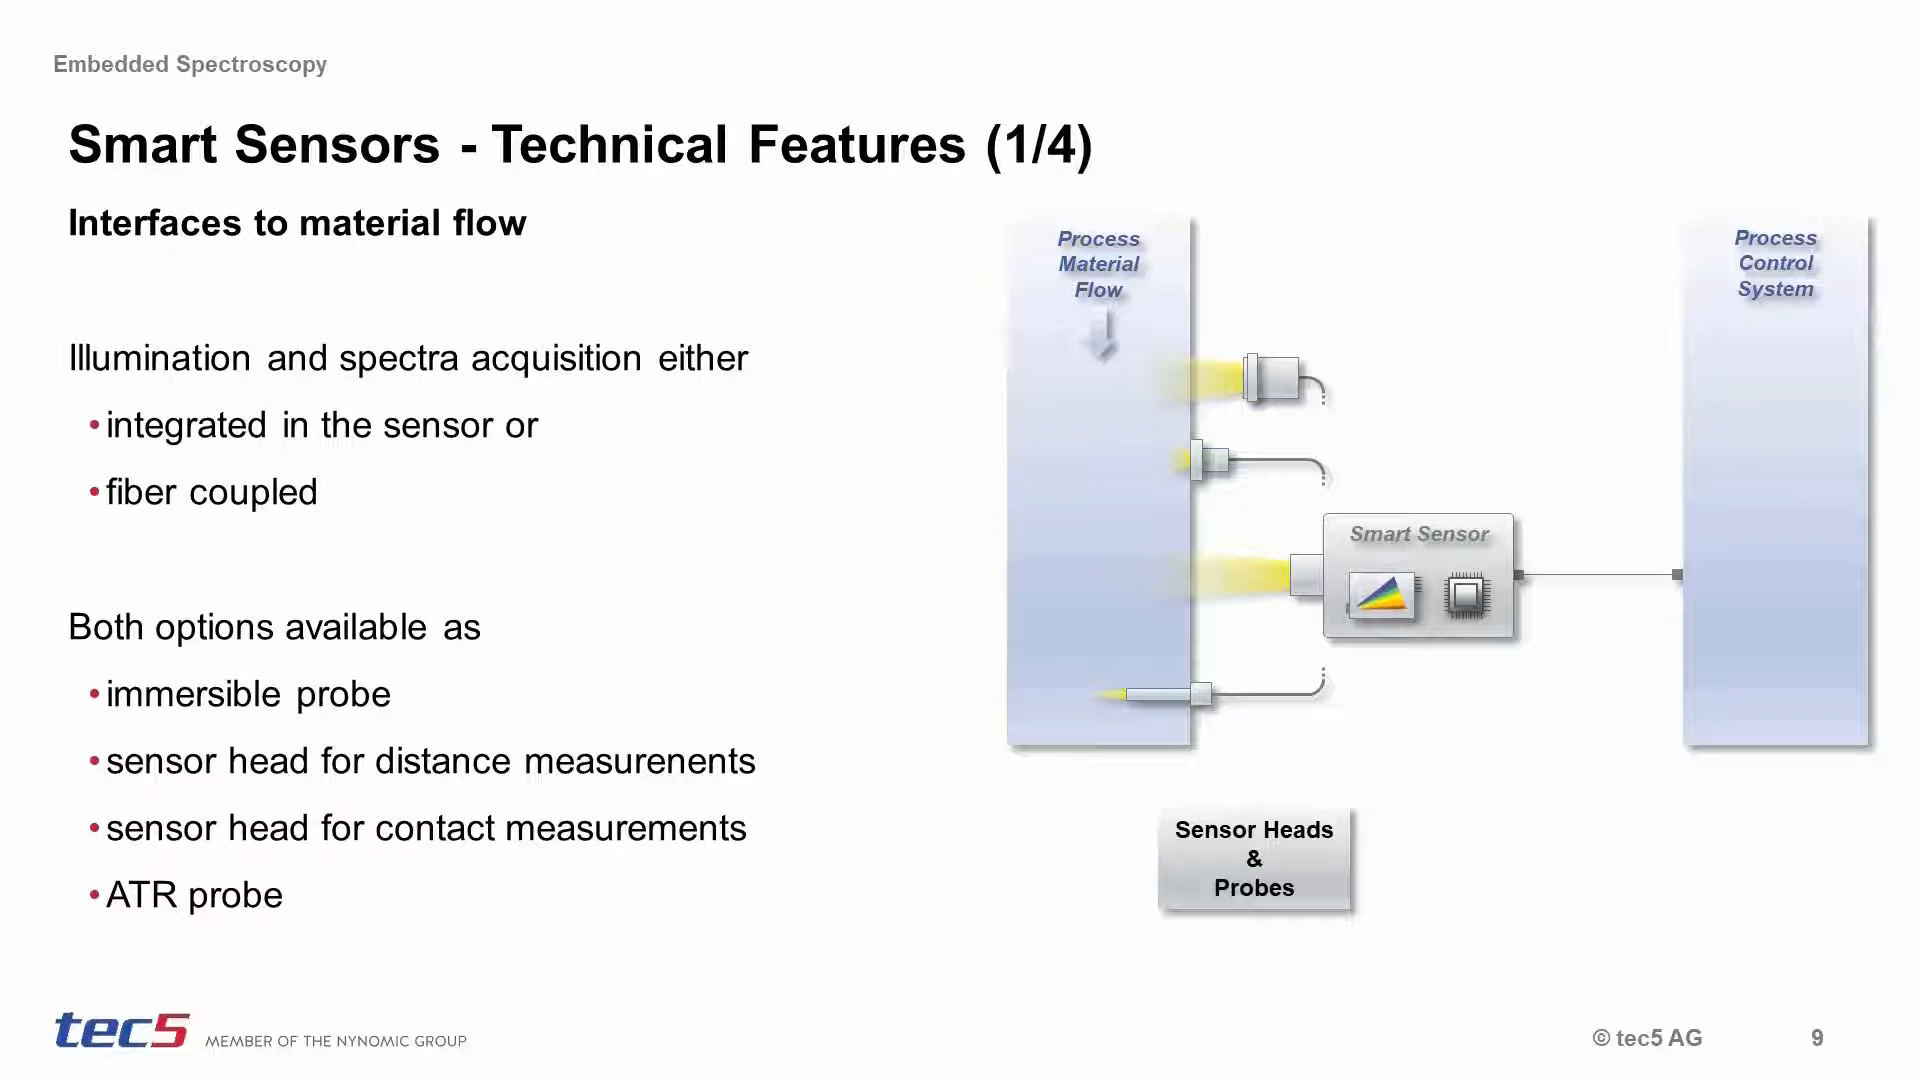 Embedded Spectroscopy
Smart Sensors - Technical Features (1/4)
Interfaces to material flow
Illumination and spectra acquisition either
• integrated in the sensor or
• fiber coupled
Both options available as
• immersible probe
• sensor head for distance measurenents
• sensor head for contact measurements
• ATR probe
Process
Material
Flow
Smart Sensor
Process
Control
System
Sensor Heads
&
Probes
tec5 MEMBER OF THE NYNOMIC GROUP
© tec5 AG
9